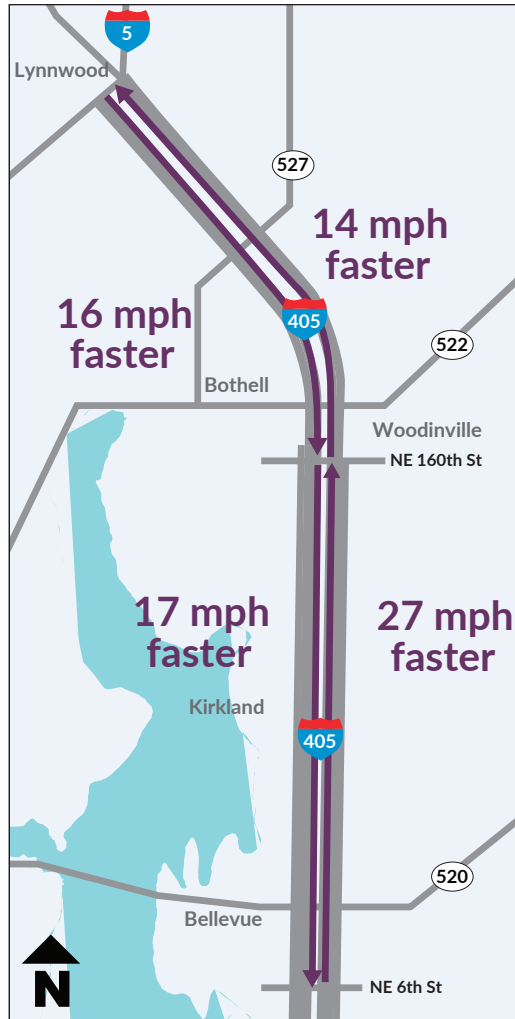 5
Lynnwood
527
14 mph
faster
16 mph
faster
405
522
Bothell
Woodinville
NE 160th St
17 mph
faster
27 mph
faster
Kirkland
405
520
Bellevue
N
NE 6th St